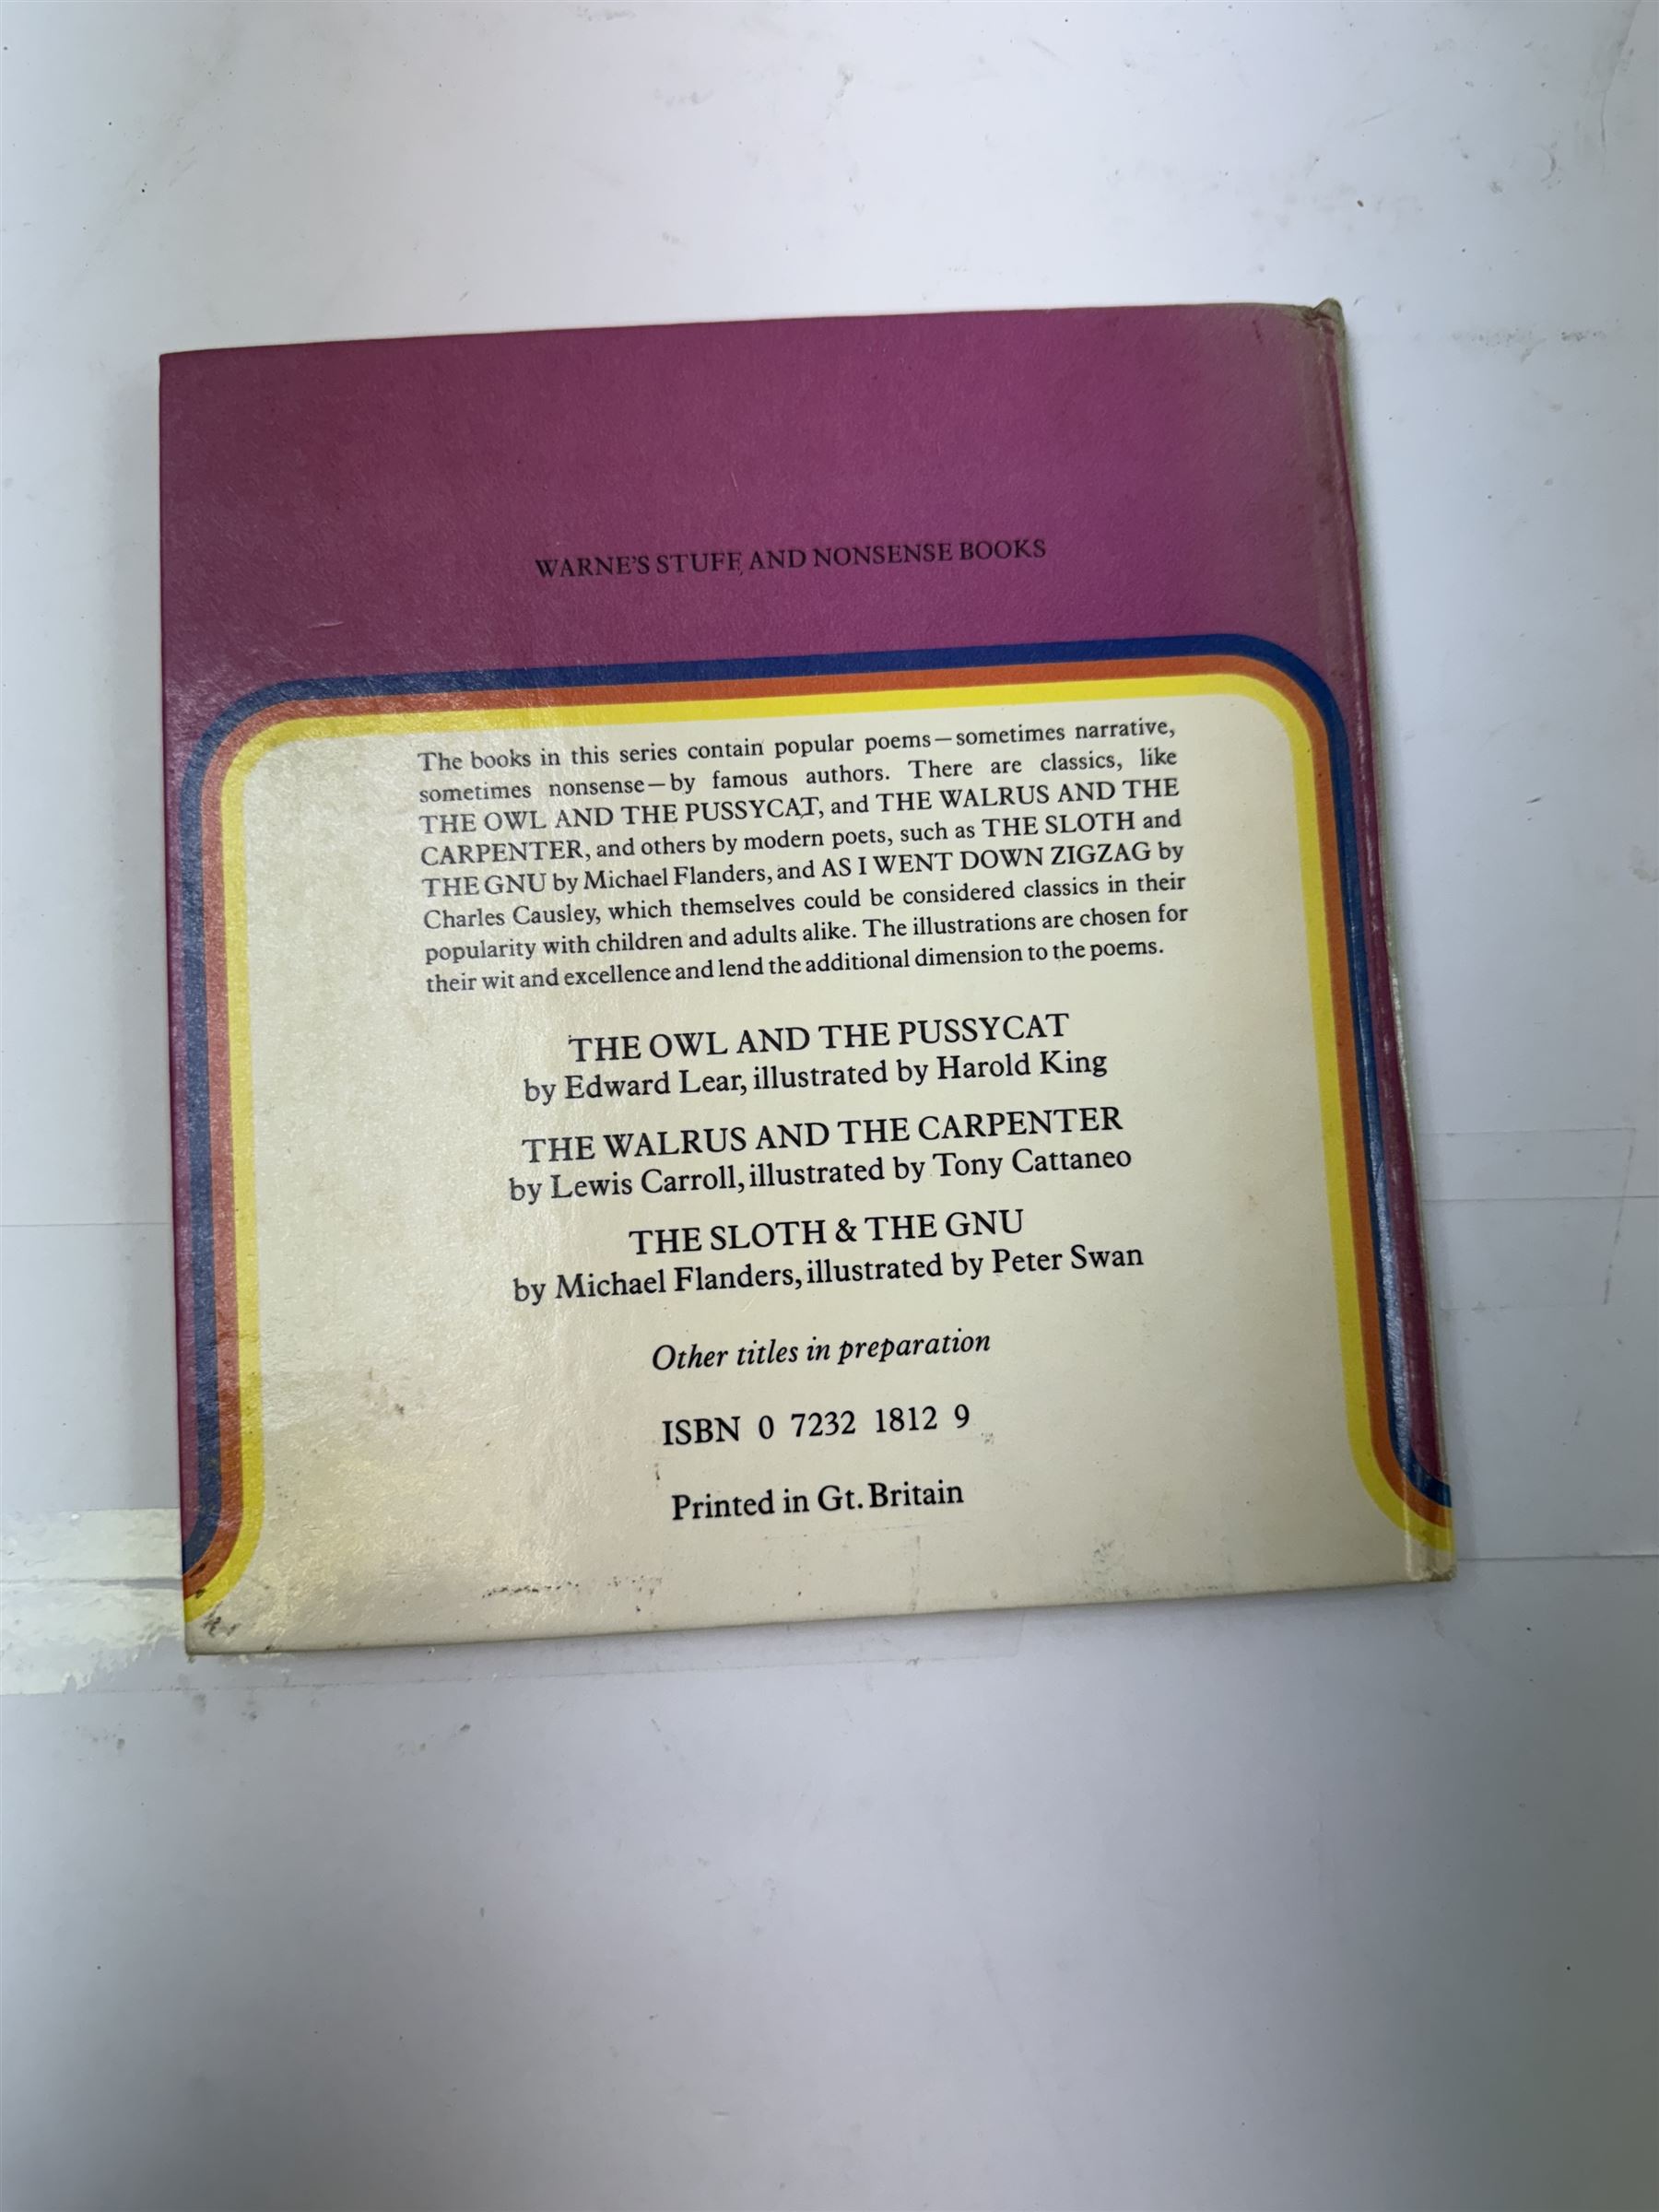 WARNE'S STUFF AND NONSENSE BOOKS
The books in this series contain popular poems—sometimes narrative,
sometimes nonsense—by famous authors. There are classics, like
THE OWL AND THE PUSSYCAT, and THE WALRUS AND THE
CARPENTER, and others by modern poets, such as THE SLOTH and
THE GNU by Michael Flanders, and AS I WENT DOWN ZIGZAG by
Charles Causley, which themselves could be considered classics in their
popularity with children and adults alike. The illustrations are chosen for
their wit and excellence and lend the additional dimension to the poems.
THE OWL AND THE PUSSYCAT
by Edward Lear, illustrated by Harold King
THE WALRUS AND THE CARPENTER
by Lewis Carroll, illustrated by Tony Cattaneo
THE SLOTH & THE GNU
by Michael Flanders, illustrated by Peter Swan
Other titles in preparation
ISBN 0 7232 1812 9
Printed in Gt. Britain